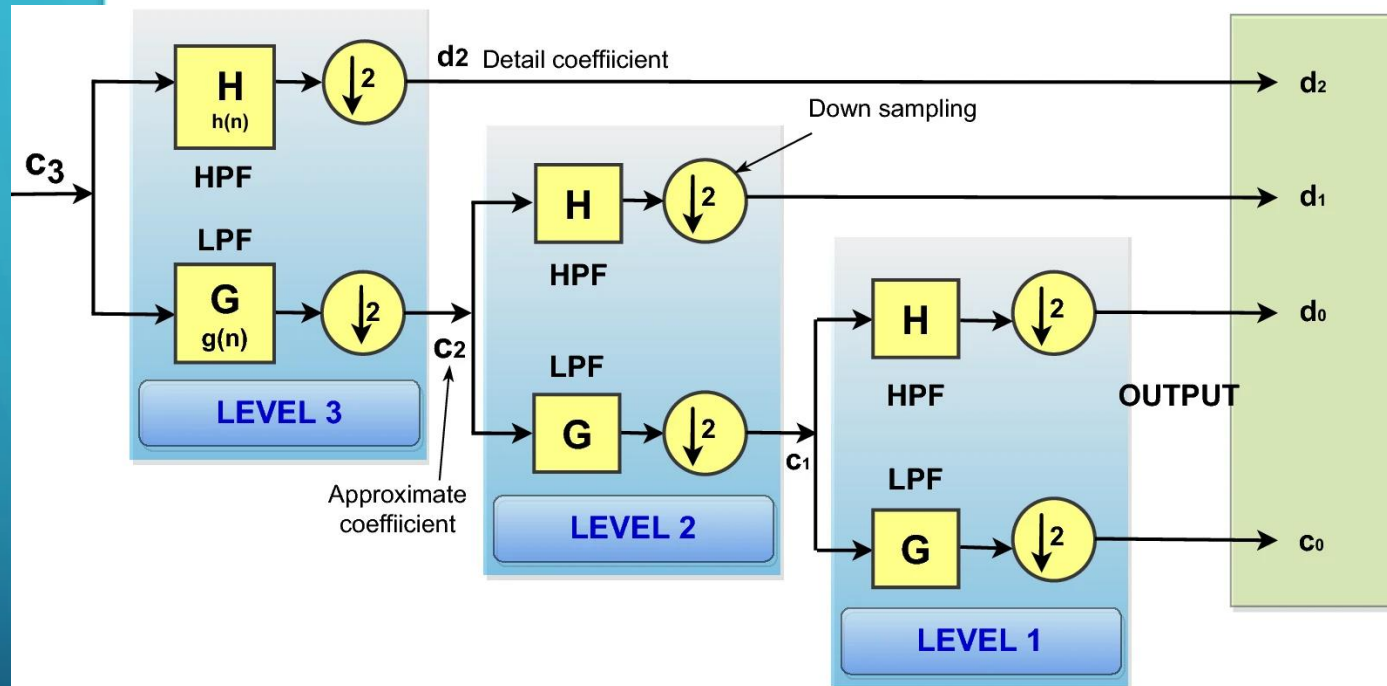 c3
H
h(n)
HPF
2
d2 Detail coeffiicient
d2
LPF
G
g(n)
2
c2
LEVEL 3
Approximate
coeffiicient
Down sampling
H
HPF
2
d1
LPF
G
2
c1
LEVEL 2
H
HPF
2
d0
OUTPUT
LPF
G
2
c0
LEVEL 1